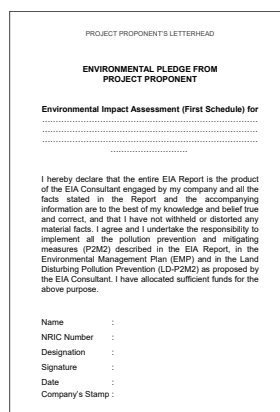 PROJECT PROPONENT'S LETTERHEAD
ENVIRONMENTAL PLEDGE FROM
PROJECT PROPONENT
Environmental Impact Assessment (First Schedule) for
……………………………………………………………………
……………………………………………………………………
……………………………………………………………………
………………………
I hereby declare that the entire EIA Report is the product
of the EIA Consultant engaged by my company and all the
facts stated in the Report and the accompanying
information are to the best of my knowledge and belief true
and correct, and that I have not withheld or distorted any
material facts. I agree and I undertake the responsibility to
implement all the pollution prevention and mitigating
measures (P2M2) described in the EIA Report, in the
Environmental Management Plan (EMP) and in the Land
Disturbing Pollution Prevention (LD-P2M2) as proposed by
the EIA Consultant. I have allocated sufficient funds for the
above purpose.
Name :
NRIC Number :
Designation :
Signature :
Date :
Company's Stamp :